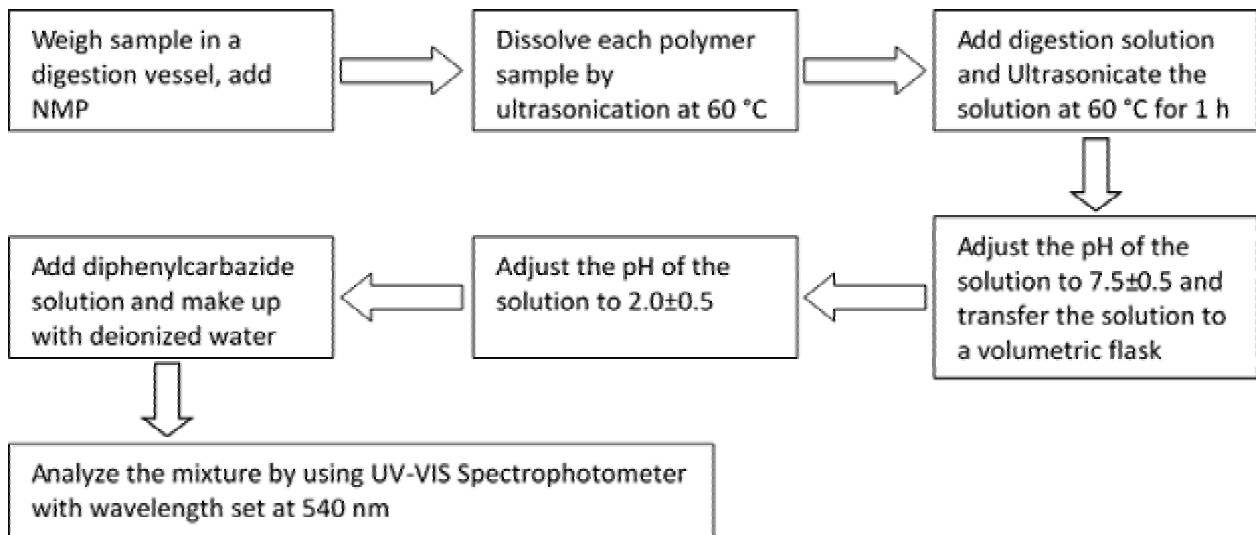 Weigh sample in a
digestion vessel, add
NMP
Dissolve each polymer
sample by
ultrasonication at 60 °C
Add digestion solution
and Ultrasonicate the
solution at 60 °C for 1 h
Adjust the pH of the
solution to 7.5±0.5 and
transfer the solution to
a volumetric flask
Adjust the pH of the
solution to 2.0±0.5
Add diphenylcarbazide
solution and make up
with deionized water
Analyze the mixture by using UV-VIS Spectrophotometer
with wavelength set at 540 nm